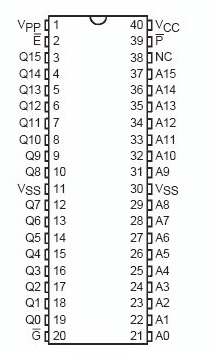 VPP 1 40 VCC
E̅ 2 39 P̅
Q15 3 38 NC
Q14 4 37 A15
Q13 5 36 A14
Q12 6 35 A13
Q11 7 34 A12
Q10 8 33 A11
Q9 9 32 A10
Q8 10 31 A9
VSS 11 30 VSS
Q7 12 29 A8
Q6 13 28 A7
Q5 14 27 A6
Q4 15 26 A5
Q3 16 25 A4
Q2 17 24 A3
Q1 18 23 A2
Q0 19 22 A1
G̅ 20 21 A0